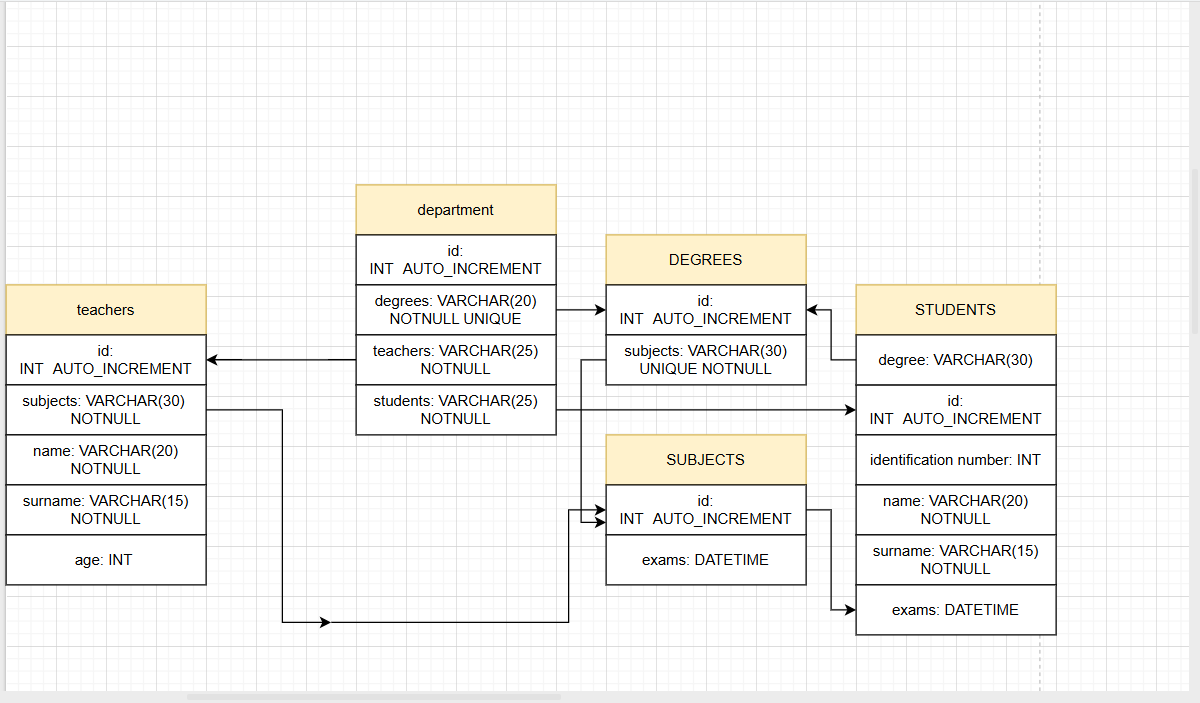 teachers
id:
INT  AUTO_INCREMENT
subjects: VARCHAR(30)
NOTNULL
name: VARCHAR(20)
NOTNULL
surname: VARCHAR(15)
NOTNULL
age: INT
department
id:
INT  AUTO_INCREMENT
degrees: VARCHAR(20)
NOTNULL UNIQUE
teachers: VARCHAR(25)
NOTNULL
students: VARCHAR(25)
NOTNULL
DEGREES
id:
INT  AUTO_INCREMENT
subjects: VARCHAR(30)
UNIQUE NOTNULL
SUBJECTS
id:
INT  AUTO_INCREMENT
exams: DATETIME
STUDENTS
degree: VARCHAR(30)
id:
INT  AUTO_INCREMENT
identification number: INT
name: VARCHAR(20)
NOTNULL
surname: VARCHAR(15)
NOTNULL
exams: DATETIME